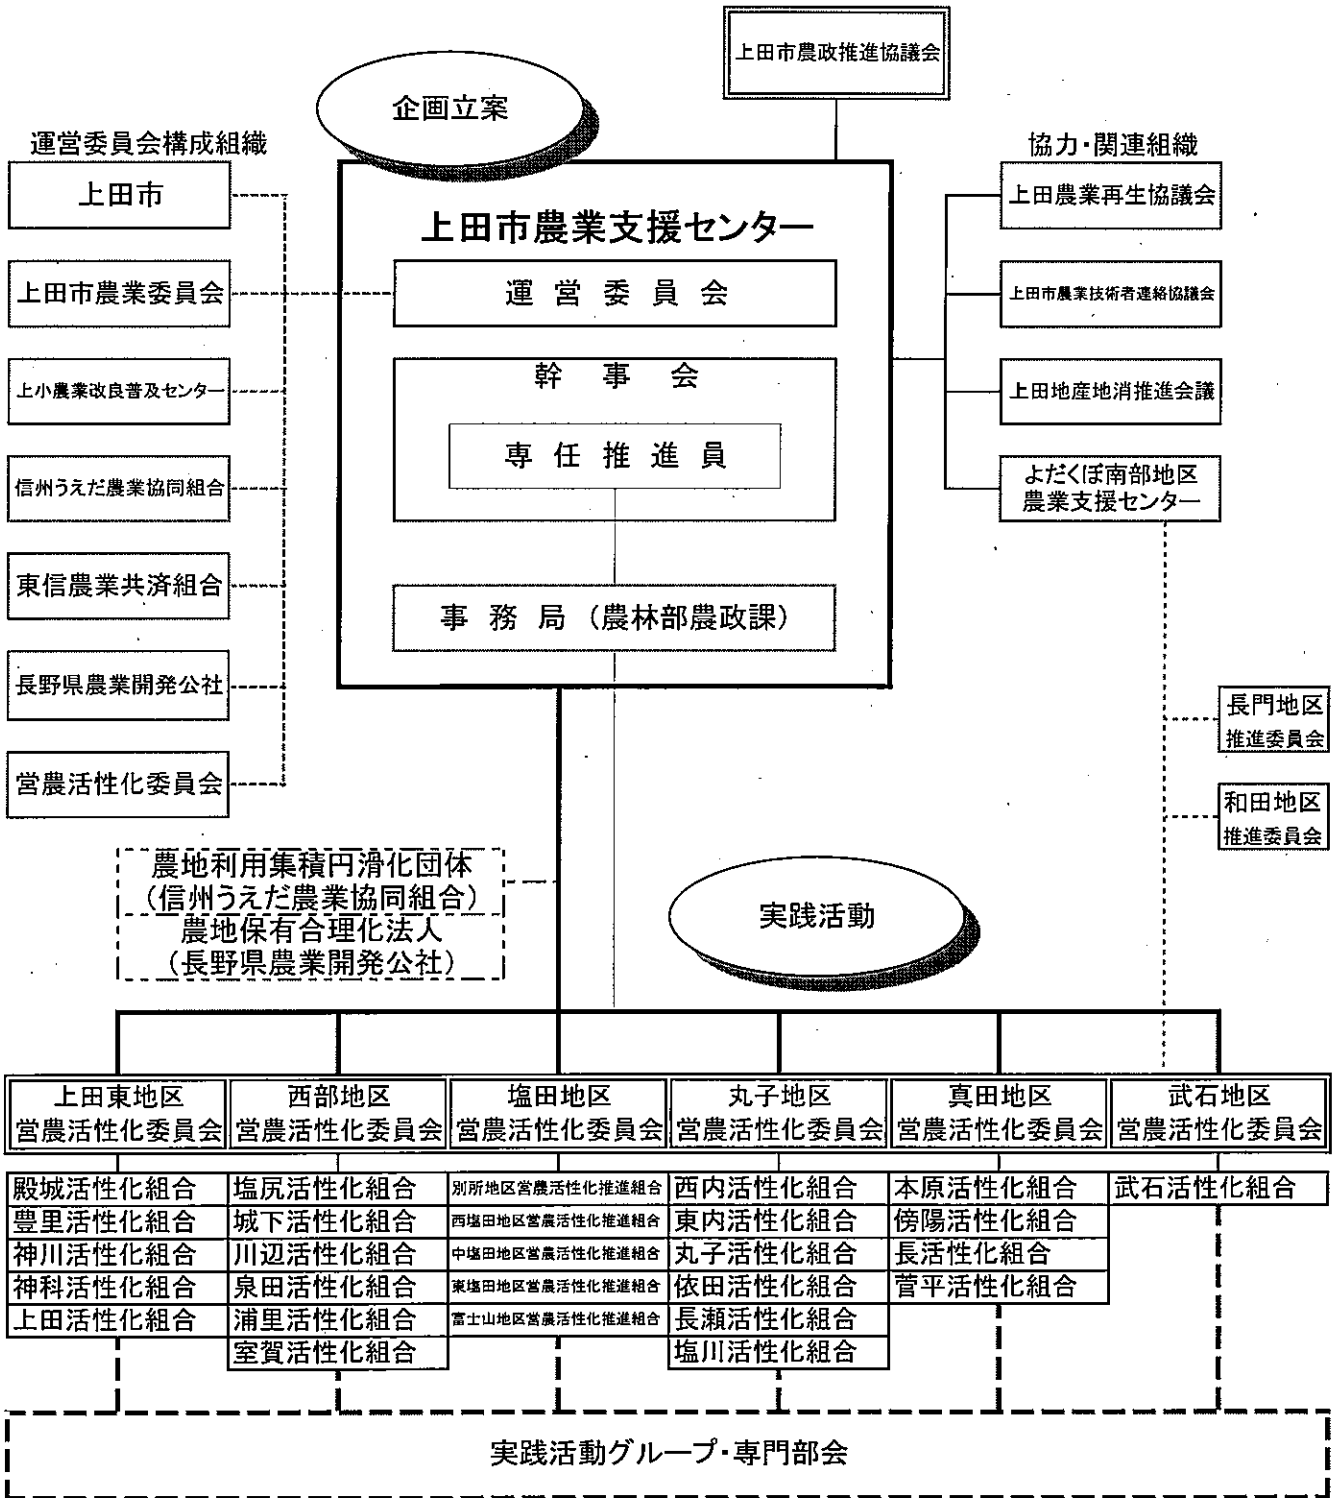 上田市農政推進協議会
企画立案
運営委員会構成組織
協力・関連組織
上田市
上田市農業委員会
上小農業改良普及センター
信州うえだ農業協同組合
東信農業共済組合
長野県農業開発公社
営農活性化委員会
上田市農業支援センター
運営委員会
幹事会
専任推進員
事務局(農林部農政課)
上田農業再生協議会
上田市農業技術者連絡協議会
上田地産地消推進会議
よだくぼ南部地区
農業支援センター
長門地区
推進委員会
和田地区
推進委員会
農地利用集積円滑化団体
(信州うえだ農業協同組合)
農地保有合理化法人
(長野県農業開発公社)
実践活動
上田東地区
営農活性化委員会
殿城活性化組合
豊里活性化組合
神川活性化組合
神科活性化組合
上田活性化組合
西部地区
営農活性化委員会
塩尻活性化組合
城下活性化組合
川辺活性化組合
泉田活性化組合
浦里活性化組合
室賀活性化組合
塩田地区
営農活性化委員会
別所地区営農活性化推進組合
西塩田地区営農活性化推進組合
中塩田地区営農活性化推進組合
東塩田地区営農活性化推進組合
富士山地区営農活性化推進組合
丸子地区
営農活性化委員会
西内活性化組合
東内活性化組合
丸子活性化組合
依田活性化組合
長瀬活性化組合
塩川活性化組合
真田地区
営農活性化委員会
本原活性化組合
傍陽活性化組合
長活性化組合
菅平活性化組合
武石地区
営農活性化委員会
武石活性化組合
実践活動グループ・専門部会